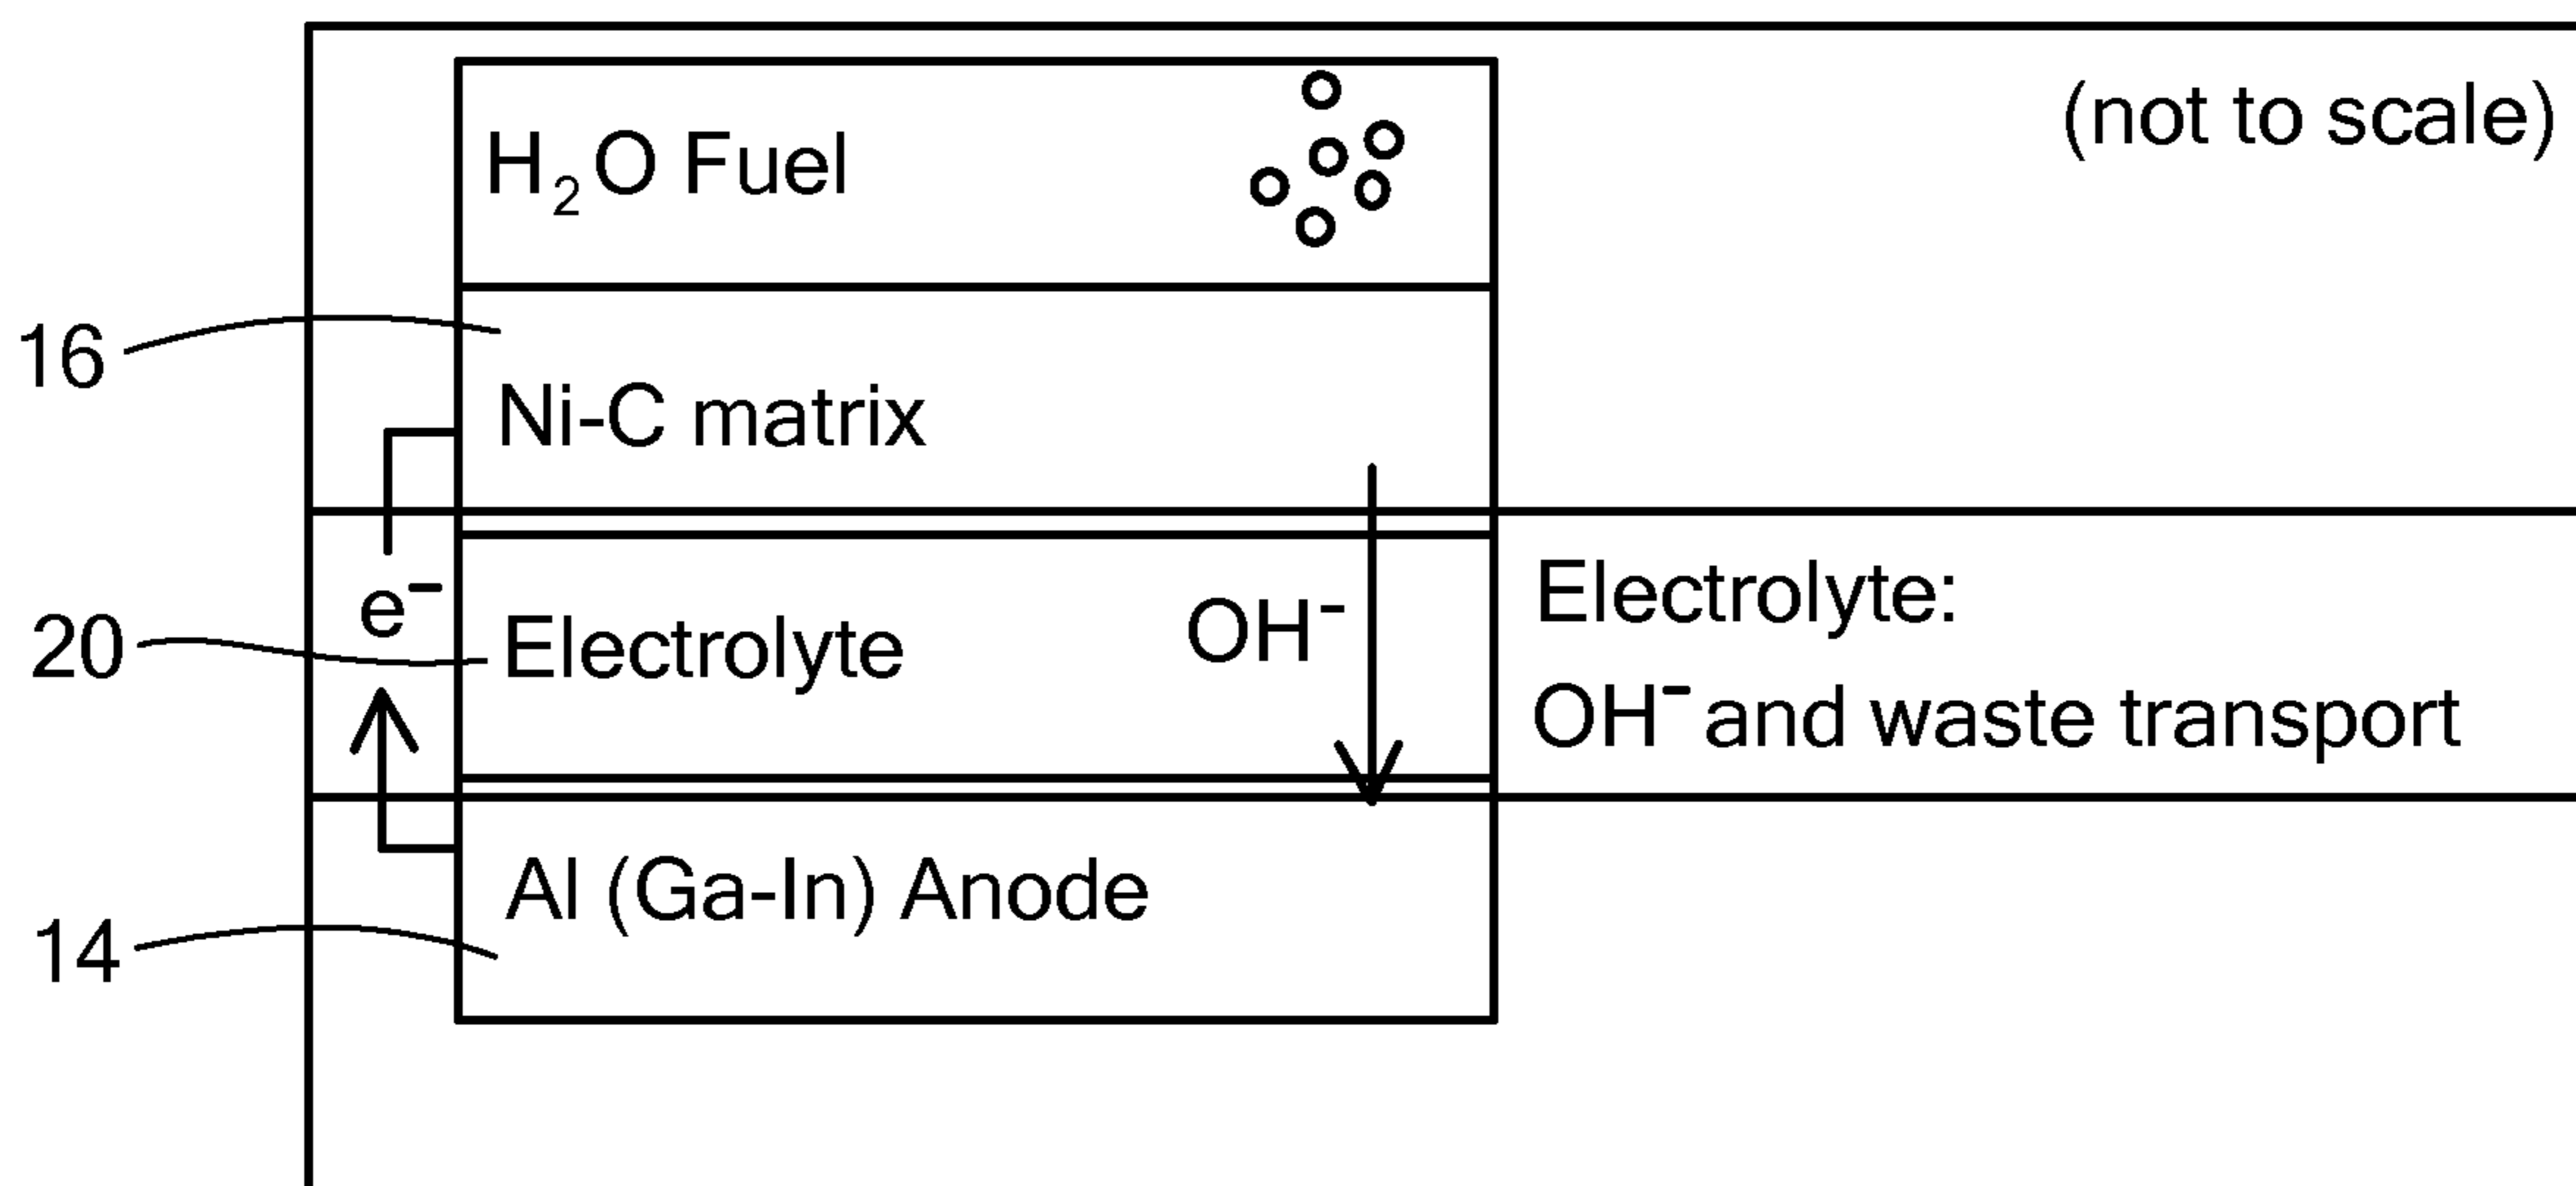 (not to scale)
H₂O Fuel
16
Ni-C matrix
e⁻
20
Electrolyte
OH⁻
Electrolyte:
OH⁻ and waste transport
Al (Ga-In) Anode
14